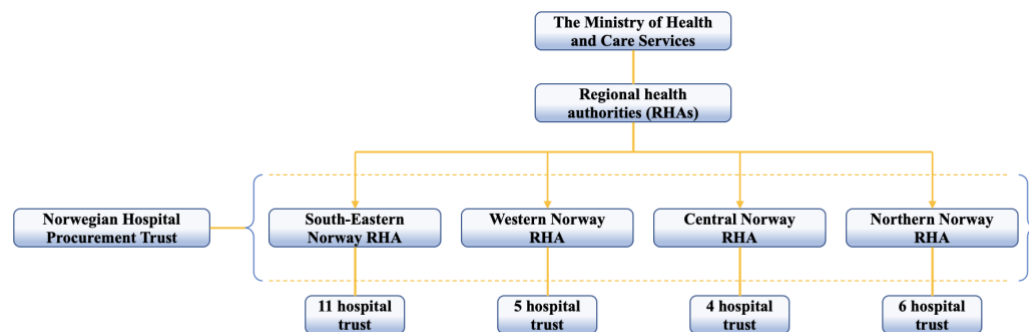 The Ministry of Health
and Care Services
Regional health
authorities (RHAs)
Norwegian Hospital
Procurement Trust
South-Eastern
Norway RHA
Western Norway
RHA
Central Norway
RHA
Northern Norway
RHA
11 hospital
trust
5 hospital
trust
4 hospital
trust
6 hospital
trust